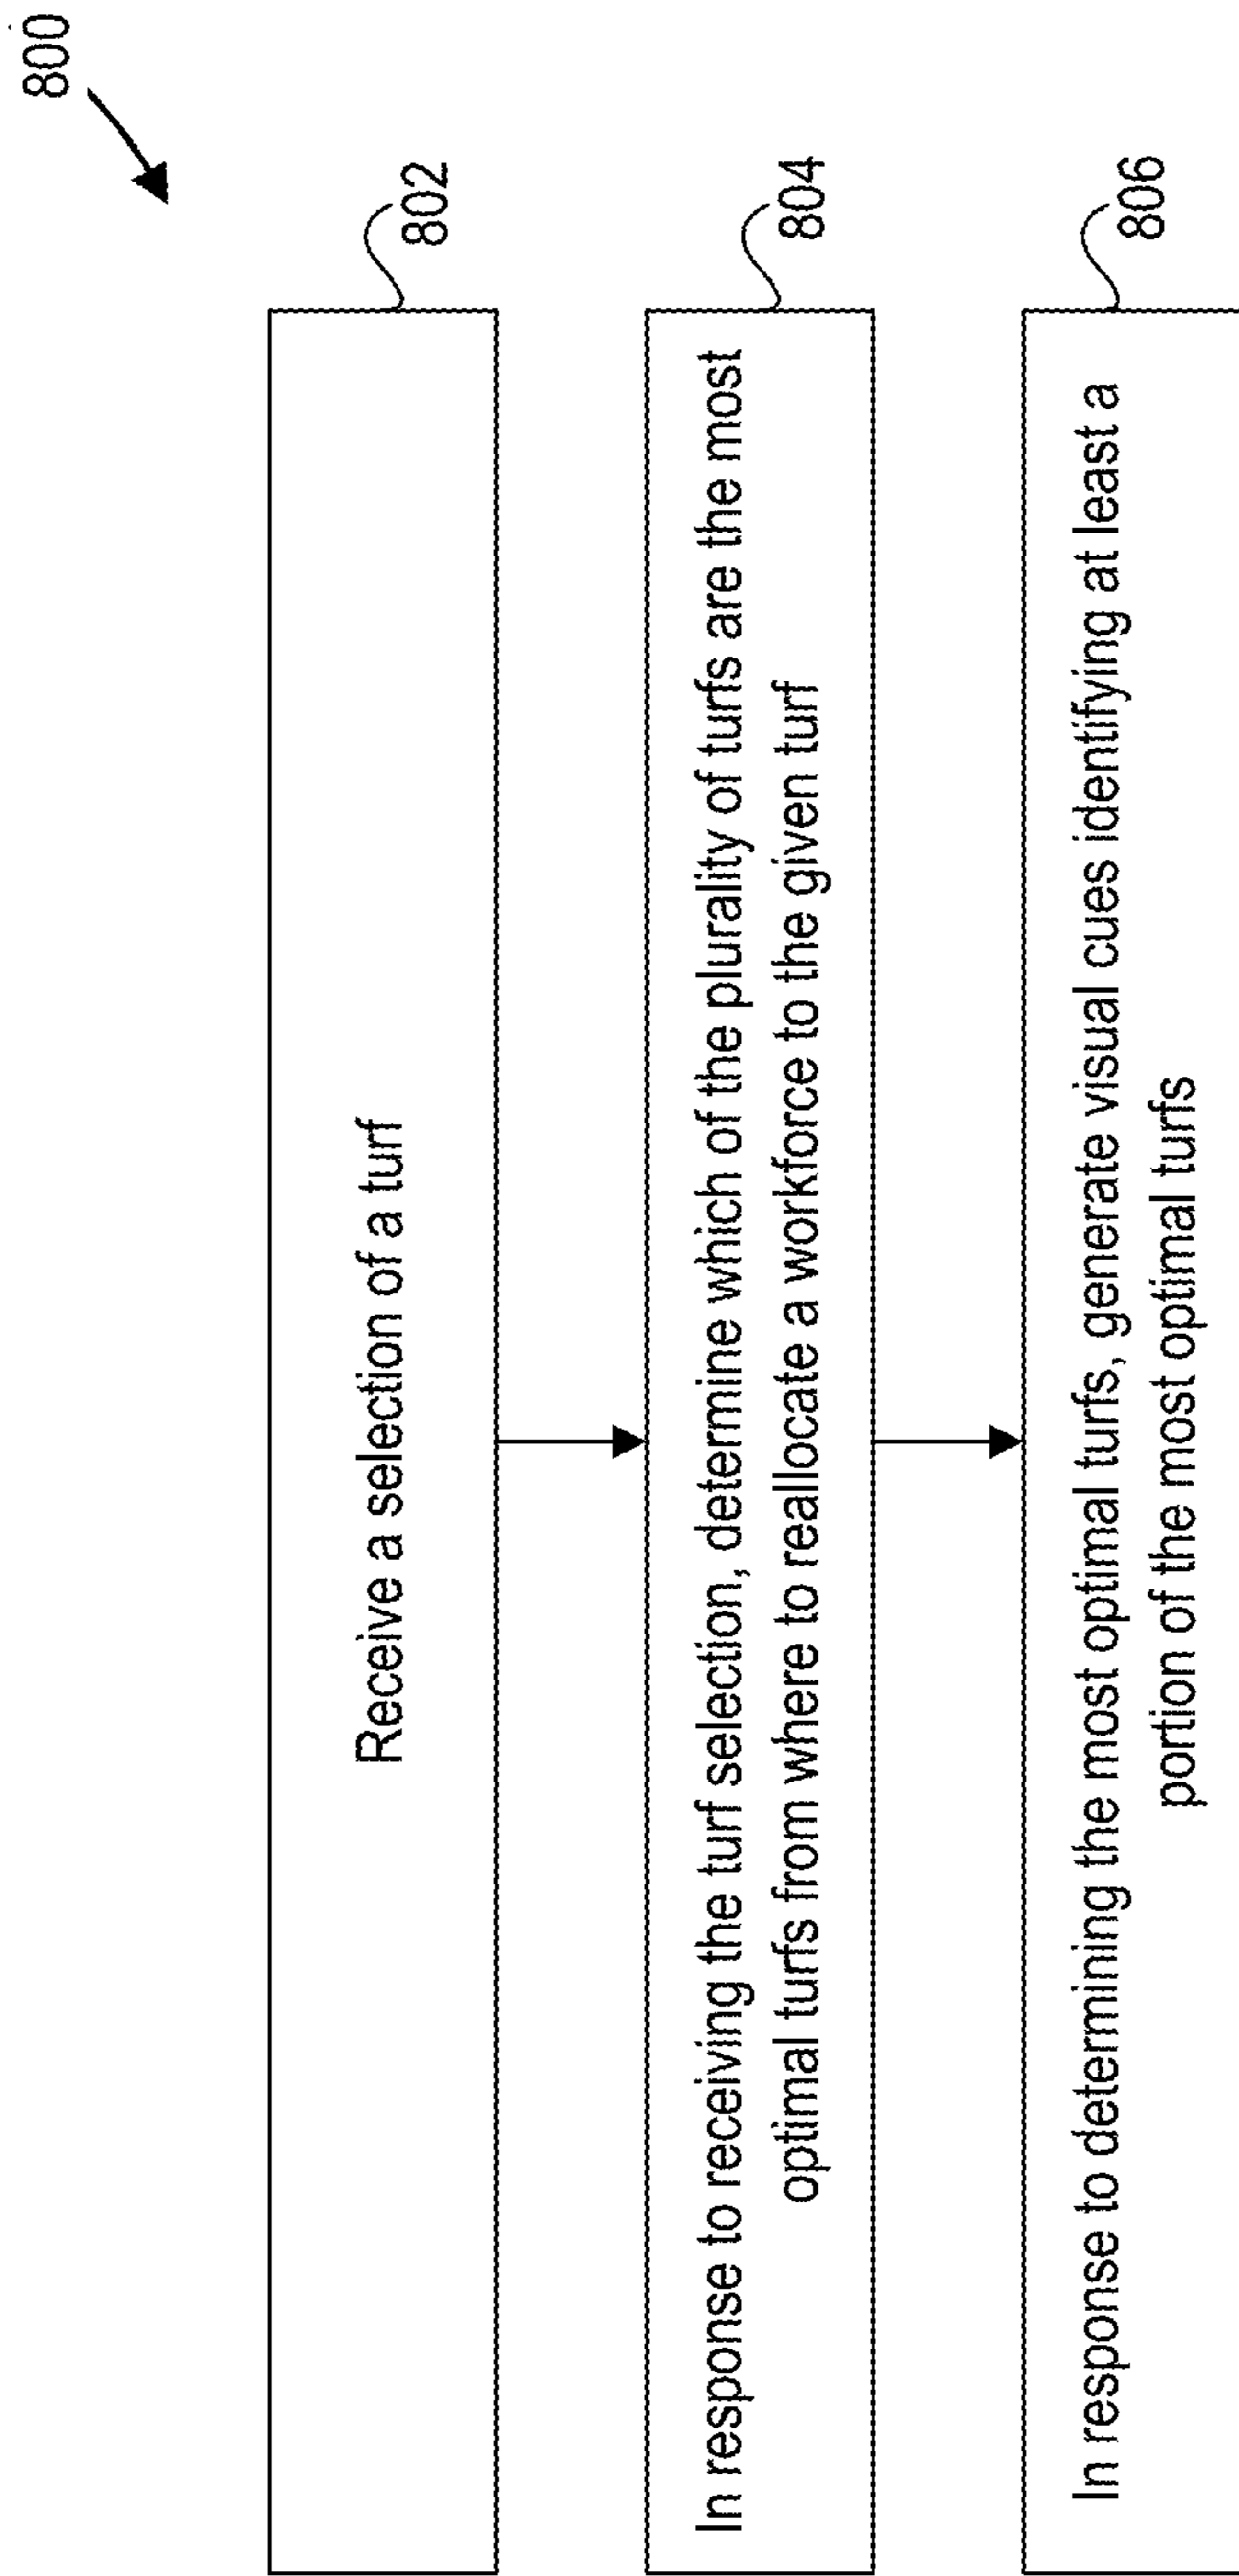 800
Receive a selection of a turf
802
In response to receiving the turf selection, determine which of the plurality of turfs are the most
optimal turfs from where to reallocate a workforce to the given turf
804
In response to determining the most optimal turfs, generate visual cues identifying at least a
portion of the most optimal turfs
806